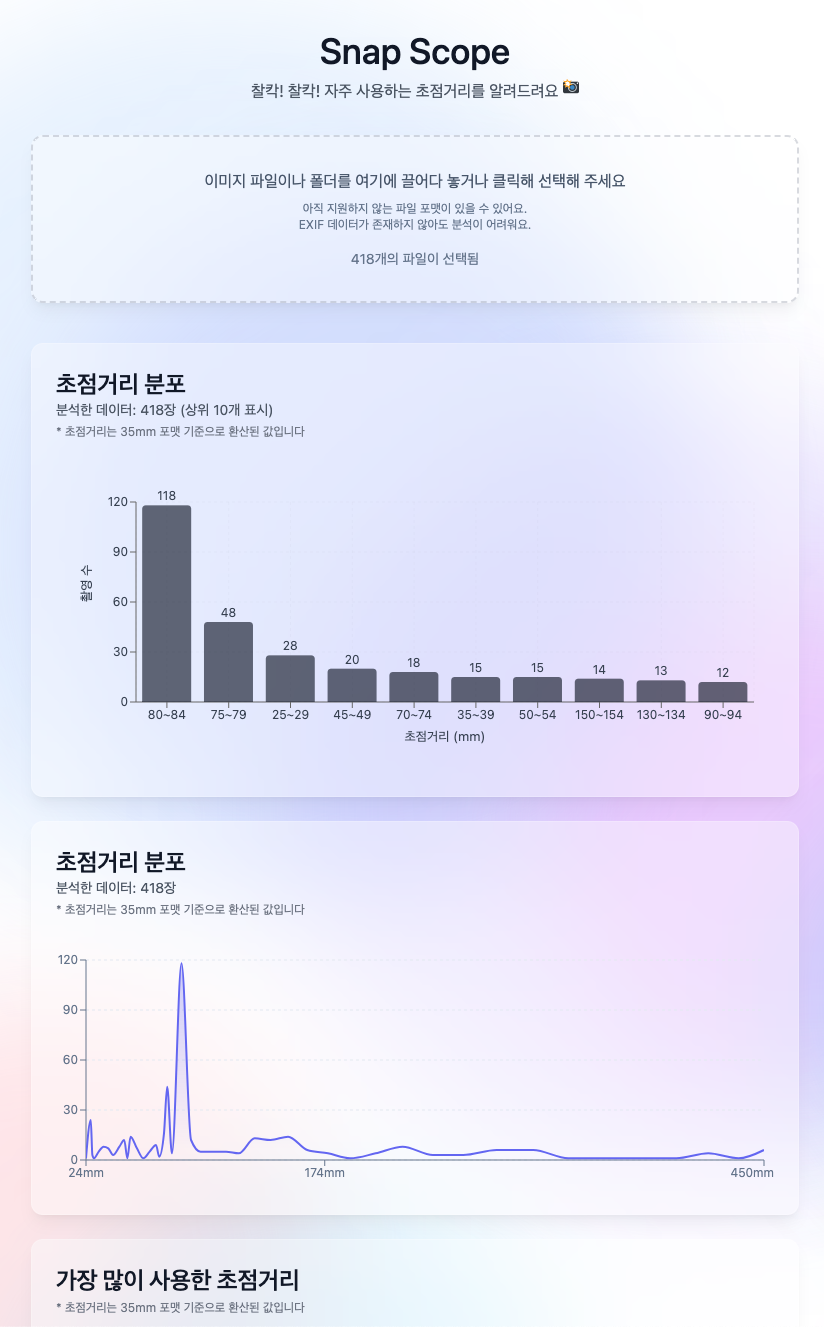 Snap Scope
찰칵! 찰칵! 자주 사용하는 초점거리를 알려드려요 📸
이미지 파일이나 폴더를 여기에 끌어다 놓거나 클릭해 선택해 주세요
아직 지원하지 않는 파일 포맷이 있을 수 있어요.
EXIF 데이터가 존재하지 않아도 분석이 어려워요.
418개의 파일이 선택됨
초점거리 분포
분석한 데이터: 418장 (상위 10개 표시)
* 초점거리는 35mm 포맷 기준으로 환산된 값입니다
촬영 수
120
90
60
30
0
118
48
28
20
18
15
15
14
13
12
80~84
75~79
25~29
45~49
70~74
35~39
50~54
150~154
130~134
90~94
초점거리 (mm)
초점거리 분포
분석한 데이터: 418장
* 초점거리는 35mm 포맷 기준으로 환산된 값입니다
120
90
60
30
0
24mm
174mm
450mm
가장 많이 사용한 초점거리
* 초점거리는 35mm 포맷 기준으로 환산된 값입니다